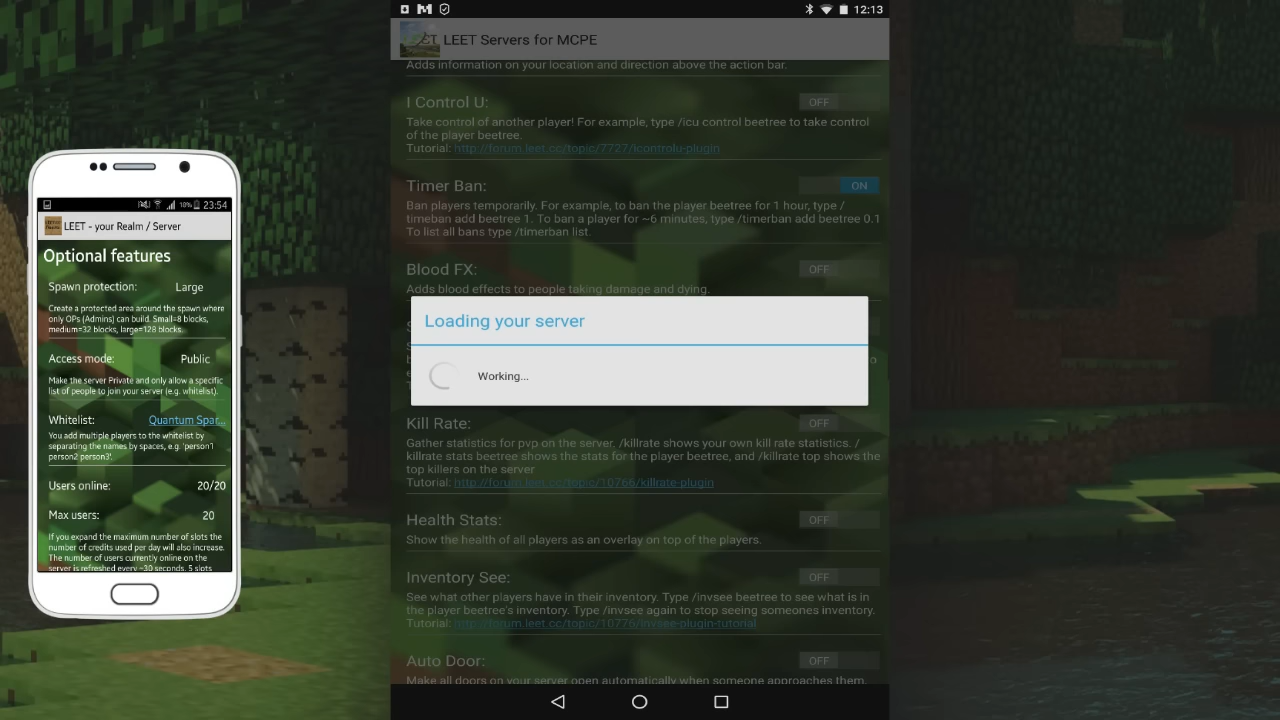 23:54
18%
LEET - your Realm / Server
Optional features
Spawn protection: Large
Create a protected area around the spawn where
only OPs (Admins) can build. Small=8 blocks,
medium=32 blocks, large=128 blocks.
Access mode: Public
Make the server Private and only allow a specific
list of people to join your server (e.g. whitelist).
Whitelist: Quantum Spar...
You add multiple players to the whitelist by
separating the names by spaces, e.g. 'person1
person2 person3'.
Users online: 20/20
Max users: 20
If you expand the maximum number of slots the
number of credits used per day will also increase.
The number of users currently online on the
server is refreshed every ~30 seconds. 5 slots
12:13
LEET Servers for MCPE
Adds information on your location and direction above the action bar.
I Control U: OFF
Take control of another player! For example, type /icu control beetree to take control
of the player beetree.
Tutorial: http://forum.leet.cc/topic/7727/icontrolu-plugin
Timer Ban: ON
Ban players temporarily. For example, to ban the player beetree for 1 hour, type /
timeban add beetree 1. To ban a player for ~6 minutes, type /timerban add beetree 0.1
To list all bans type /timerban list.
Blood FX: OFF
Adds blood effects to people taking damage and dying.
Loading your server
Working...
Kill Rate: OFF
Gather statistics for pvp on the server. /killrate shows your own kill rate statistics. /
killrate stats beetree shows the stats for the player beetree, and /killrate top shows the
top killers on the server
Tutorial: http://forum.leet.cc/topic/10766/killrate-plugin
Health Stats: OFF
Show the health of all players as an overlay on top of the players.
Inventory See: OFF
See what other players have in their inventory. Type /invsee beetree to see what is in
the player beetree's inventory. Type /invsee again to stop seeing someones inventory.
Tutorial: http://forum.leet.cc/topic/10776/invsee-plugin-tutorial
Auto Door: OFF
Make all doors on your server open automatically when someone approaches them.